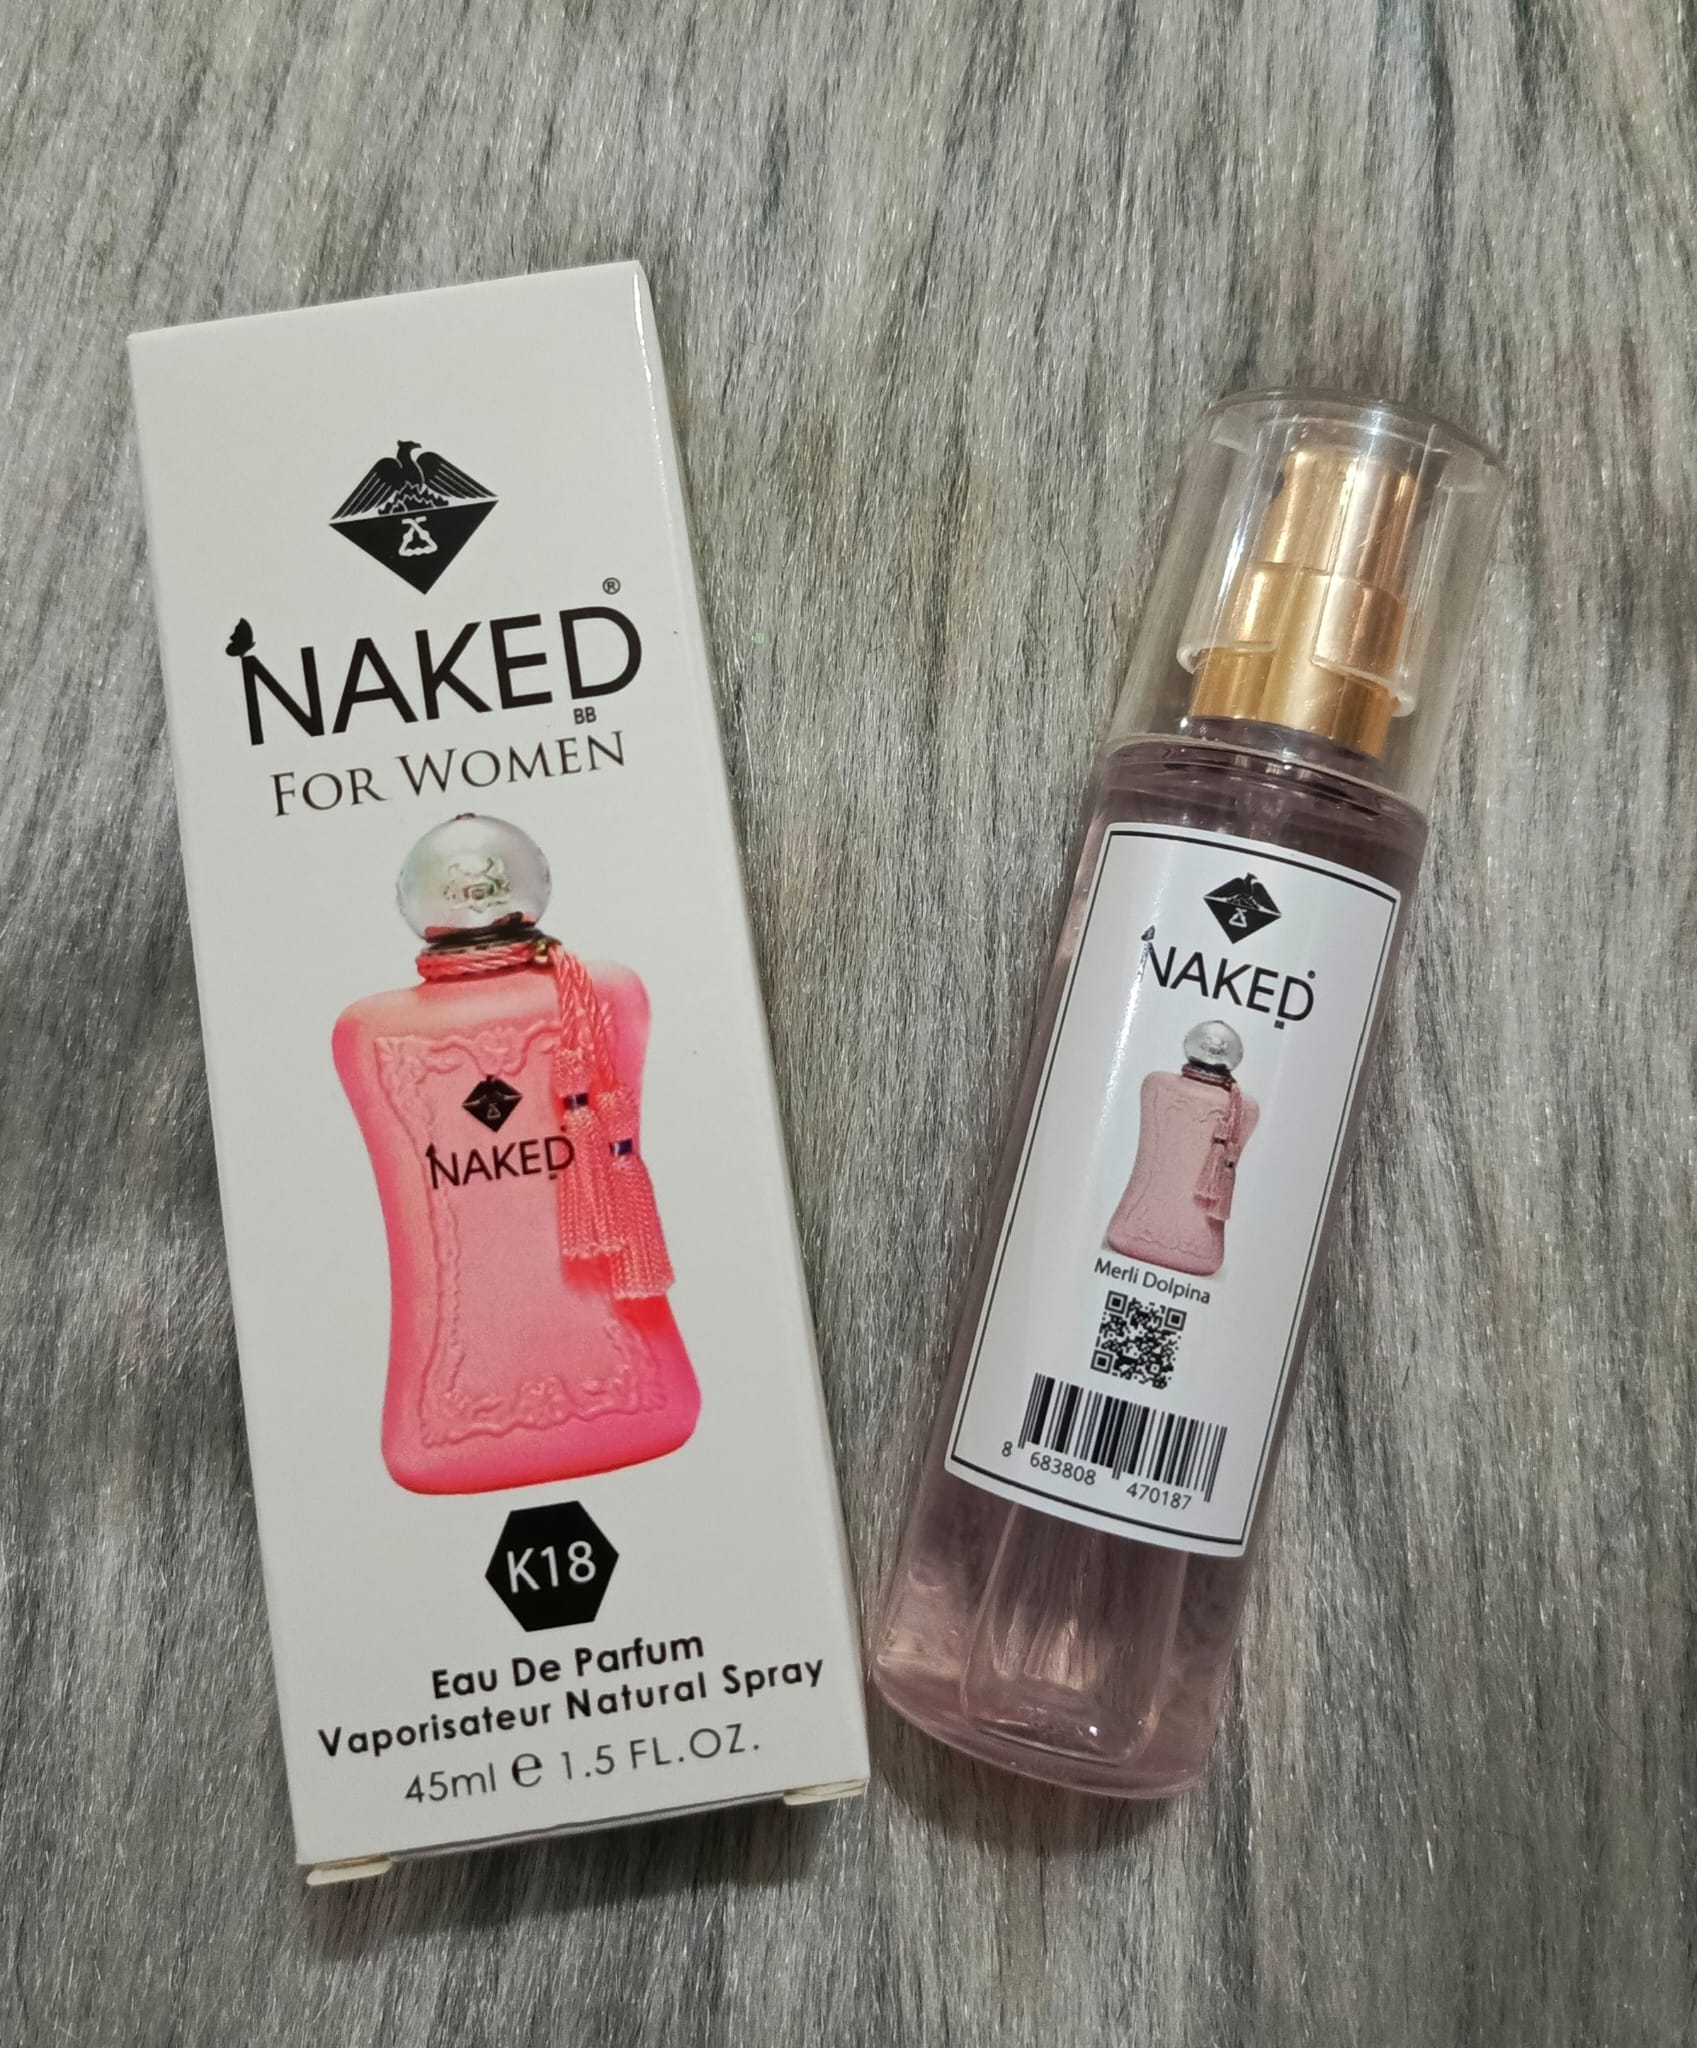 ®
NAKED
BB
FOR WOMEN
NAKED
K18
Eau De Parfum
Vaporisateur Natural Spray
45ml e 1.5 FL.OZ.
NAKED®
BB
Merli Dolpina
8 683808 470187